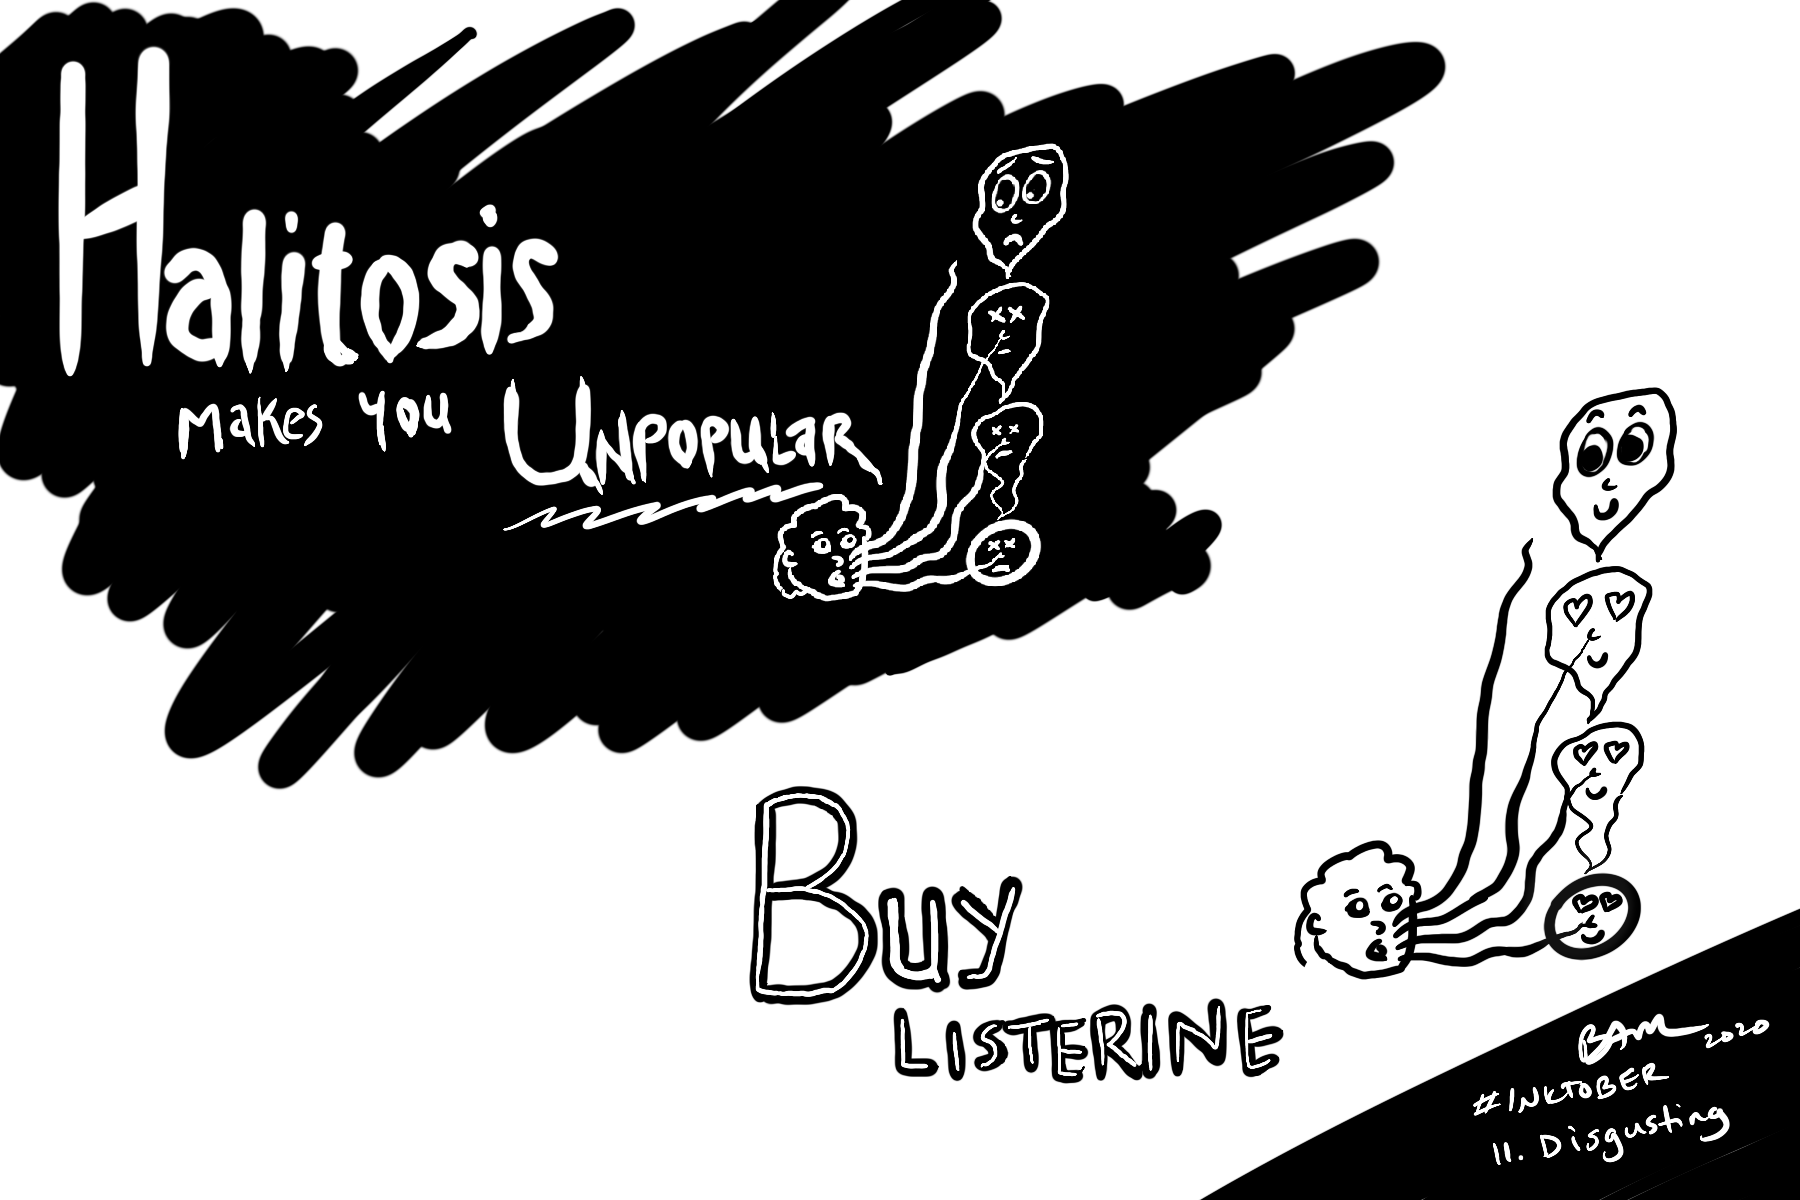 Halitosis
makes you UNPOPULAR
Buy
LISTERINE
BAM 2020
#INKTOBER
11. Disgusting